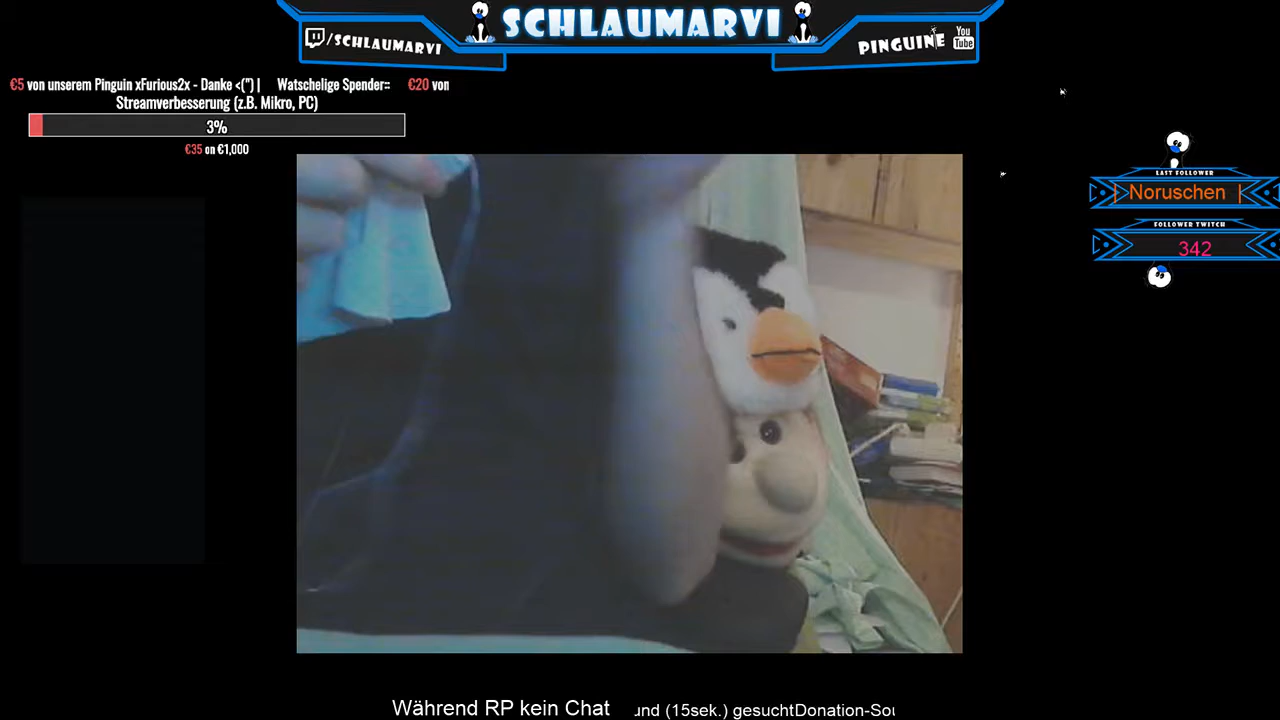 SCHLAUMARVI
/SCHLAUMARVI
PINGUINE
You
Tube
€5 von unserem Pinguin xFurious2x - Danke <(") | Watschelige Spender:: €20 von
Streamverbesserung (z.B. Mikro, PC)
3%
€35 on €1,000
LAST FOLLOWER
| Noruschen |
FOLLOWER TWITCH
342
Während RP kein Chat
und (15sek.) gesuchtDonation-Sou